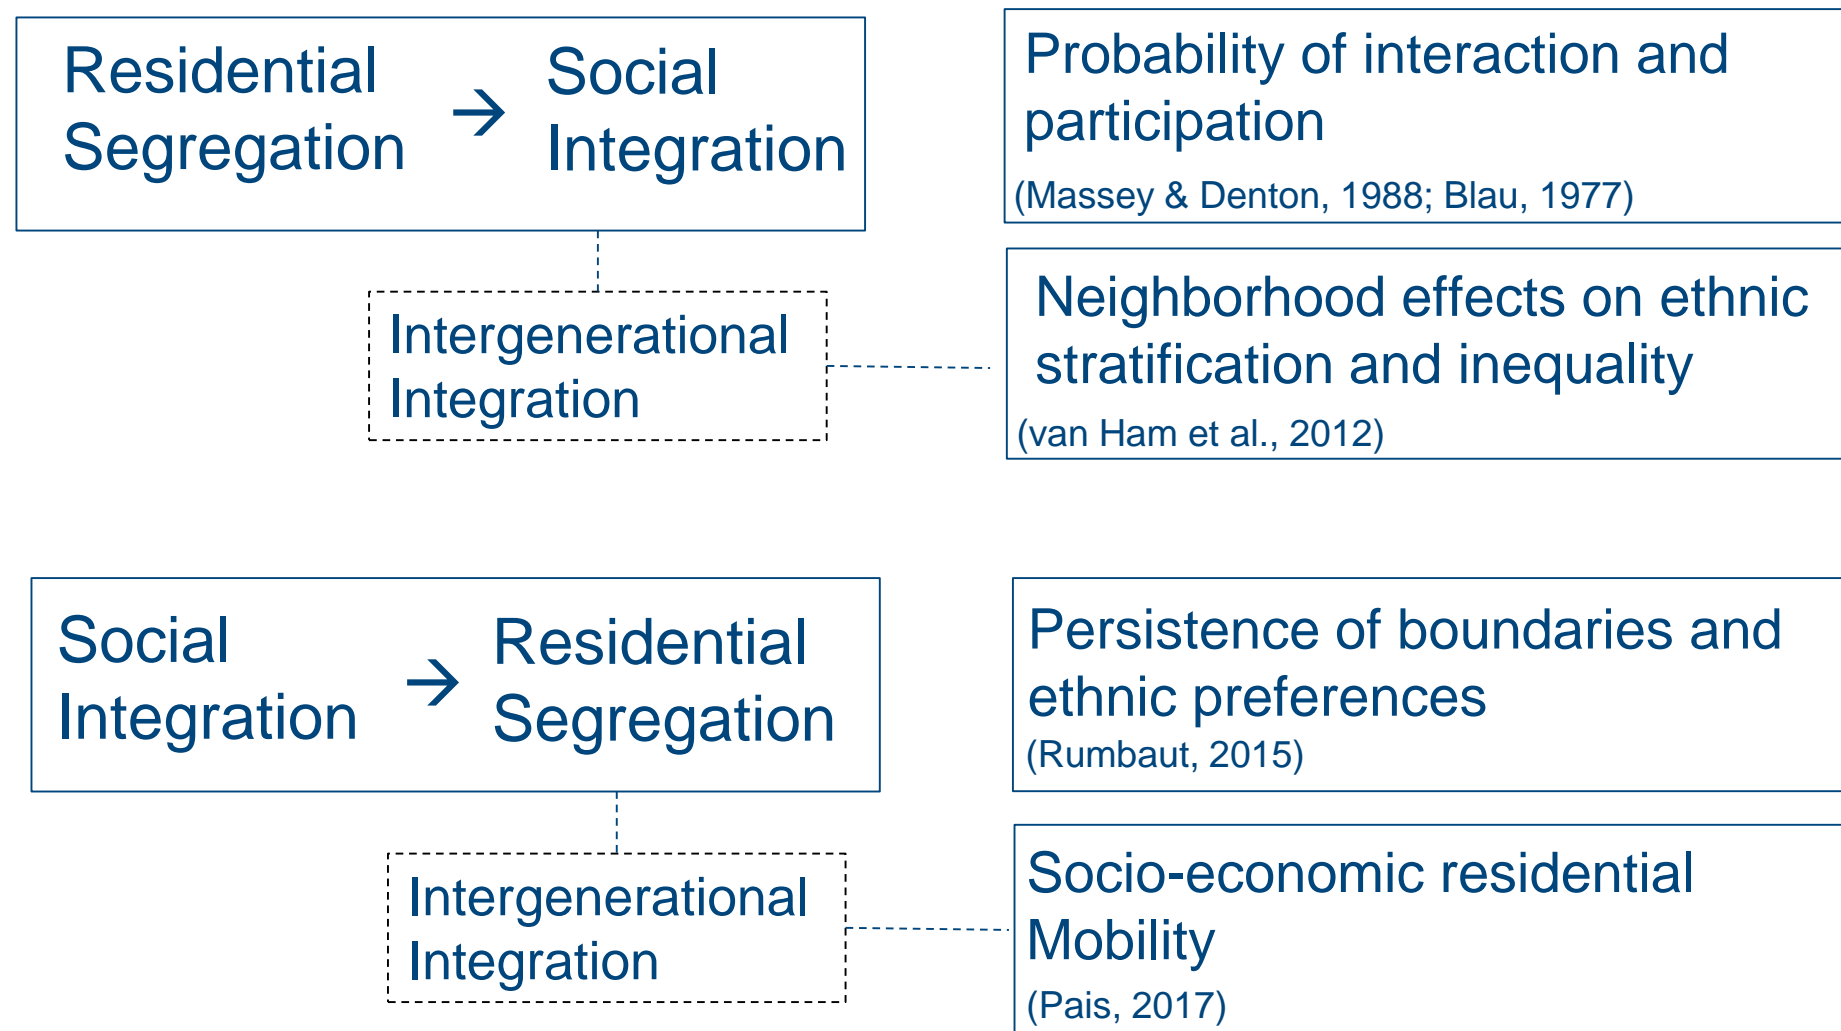 Residential
Segregation
→
Social
Integration
Probability of interaction and
participation
(Massey & Denton, 1988; Blau, 1977)
Intergenerational
Integration
Neighborhood effects on ethnic
stratification and inequality
(van Ham et al., 2012)
Social
Integration
→
Residential
Segregation
Persistence of boundaries and
ethnic preferences
(Rumbaut, 2015)
Intergenerational
Integration
Socio-economic residential
Mobility
(Pais, 2017)